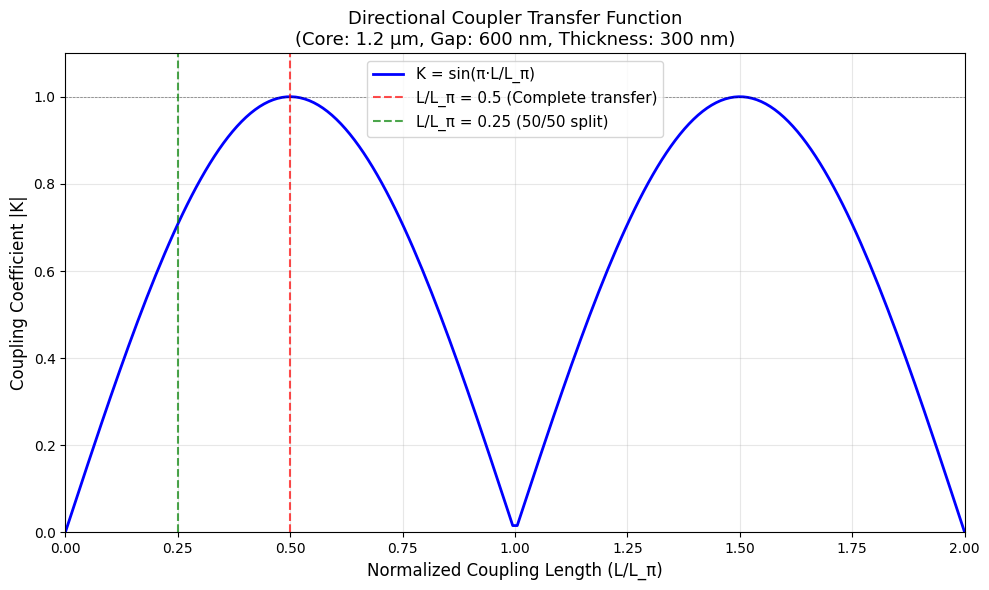 Directional Coupler Transfer Function
(Core: 1.2 μm, Gap: 600 nm, Thickness: 300 nm)
K = sin(π·L/L_π)
L/L_π = 0.5 (Complete transfer)
L/L_π = 0.25 (50/50 split)
Coupling Coefficient |K|
1.0
0.8
0.6
0.4
0.2
0.0
0.00 0.25 0.50 0.75 1.00 1.25 1.50 1.75 2.00
Normalized Coupling Length (L/L_π)